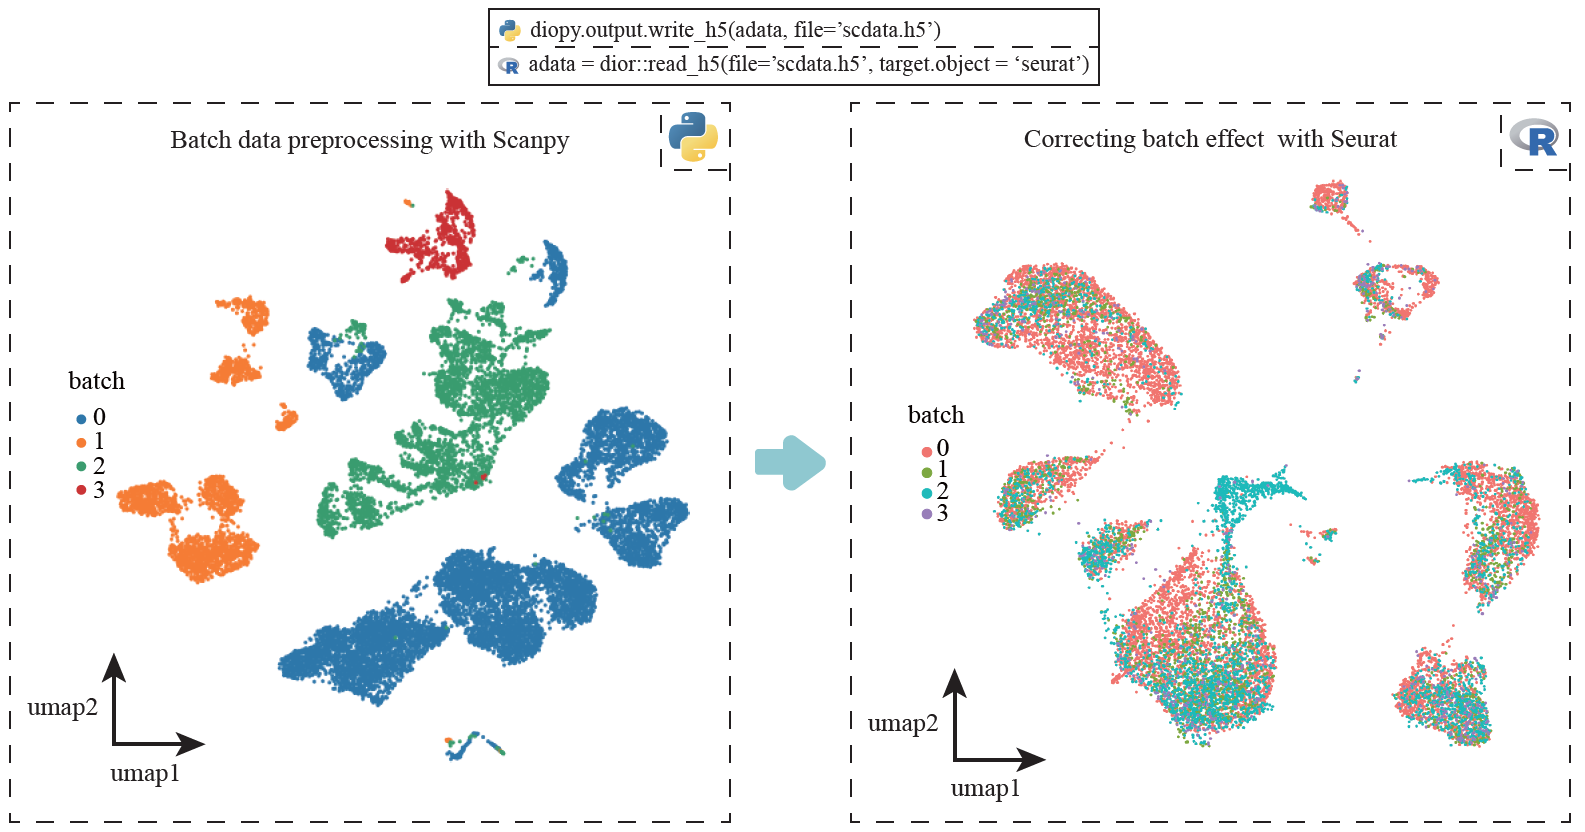 diopy.output.write_h5(adata, file=’scdata.h5’)
adata = dior::read_h5(file=’scdata.h5’, target.object = ‘seurat’)
Batch data preprocessing with Scanpy
batch
0
1
2
3
umap2
umap1
Correcting batch effect  with Seurat
R
batch
0
1
2
3
umap2
umap1